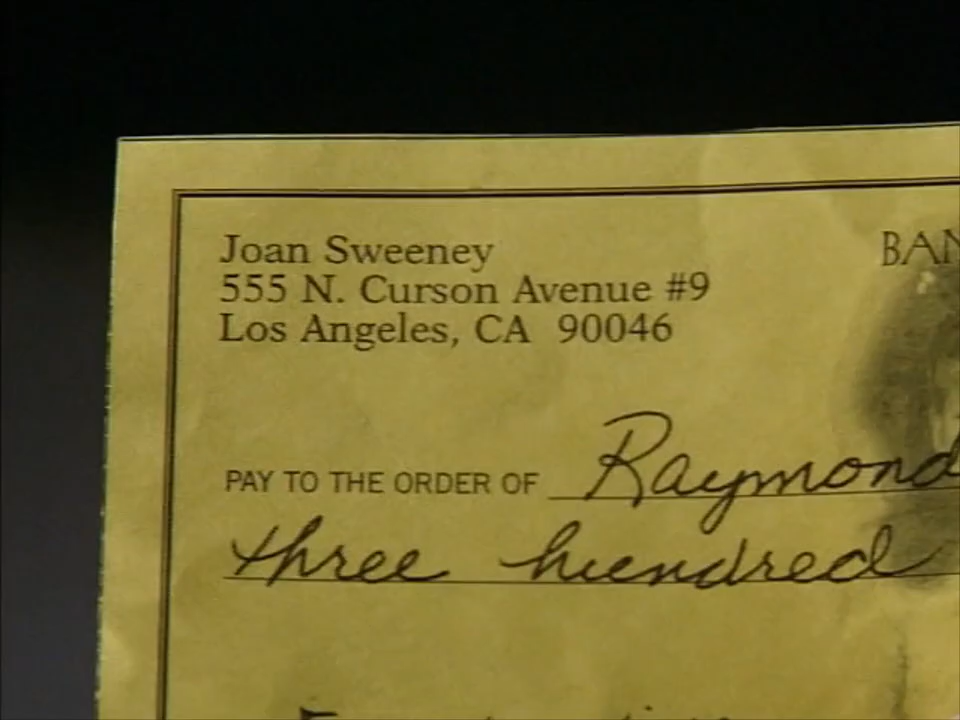 Joan Sweeney
555 N. Curson Avenue #9
Los Angeles, CA 90046
PAY TO THE ORDER OF Raymond
three hundred